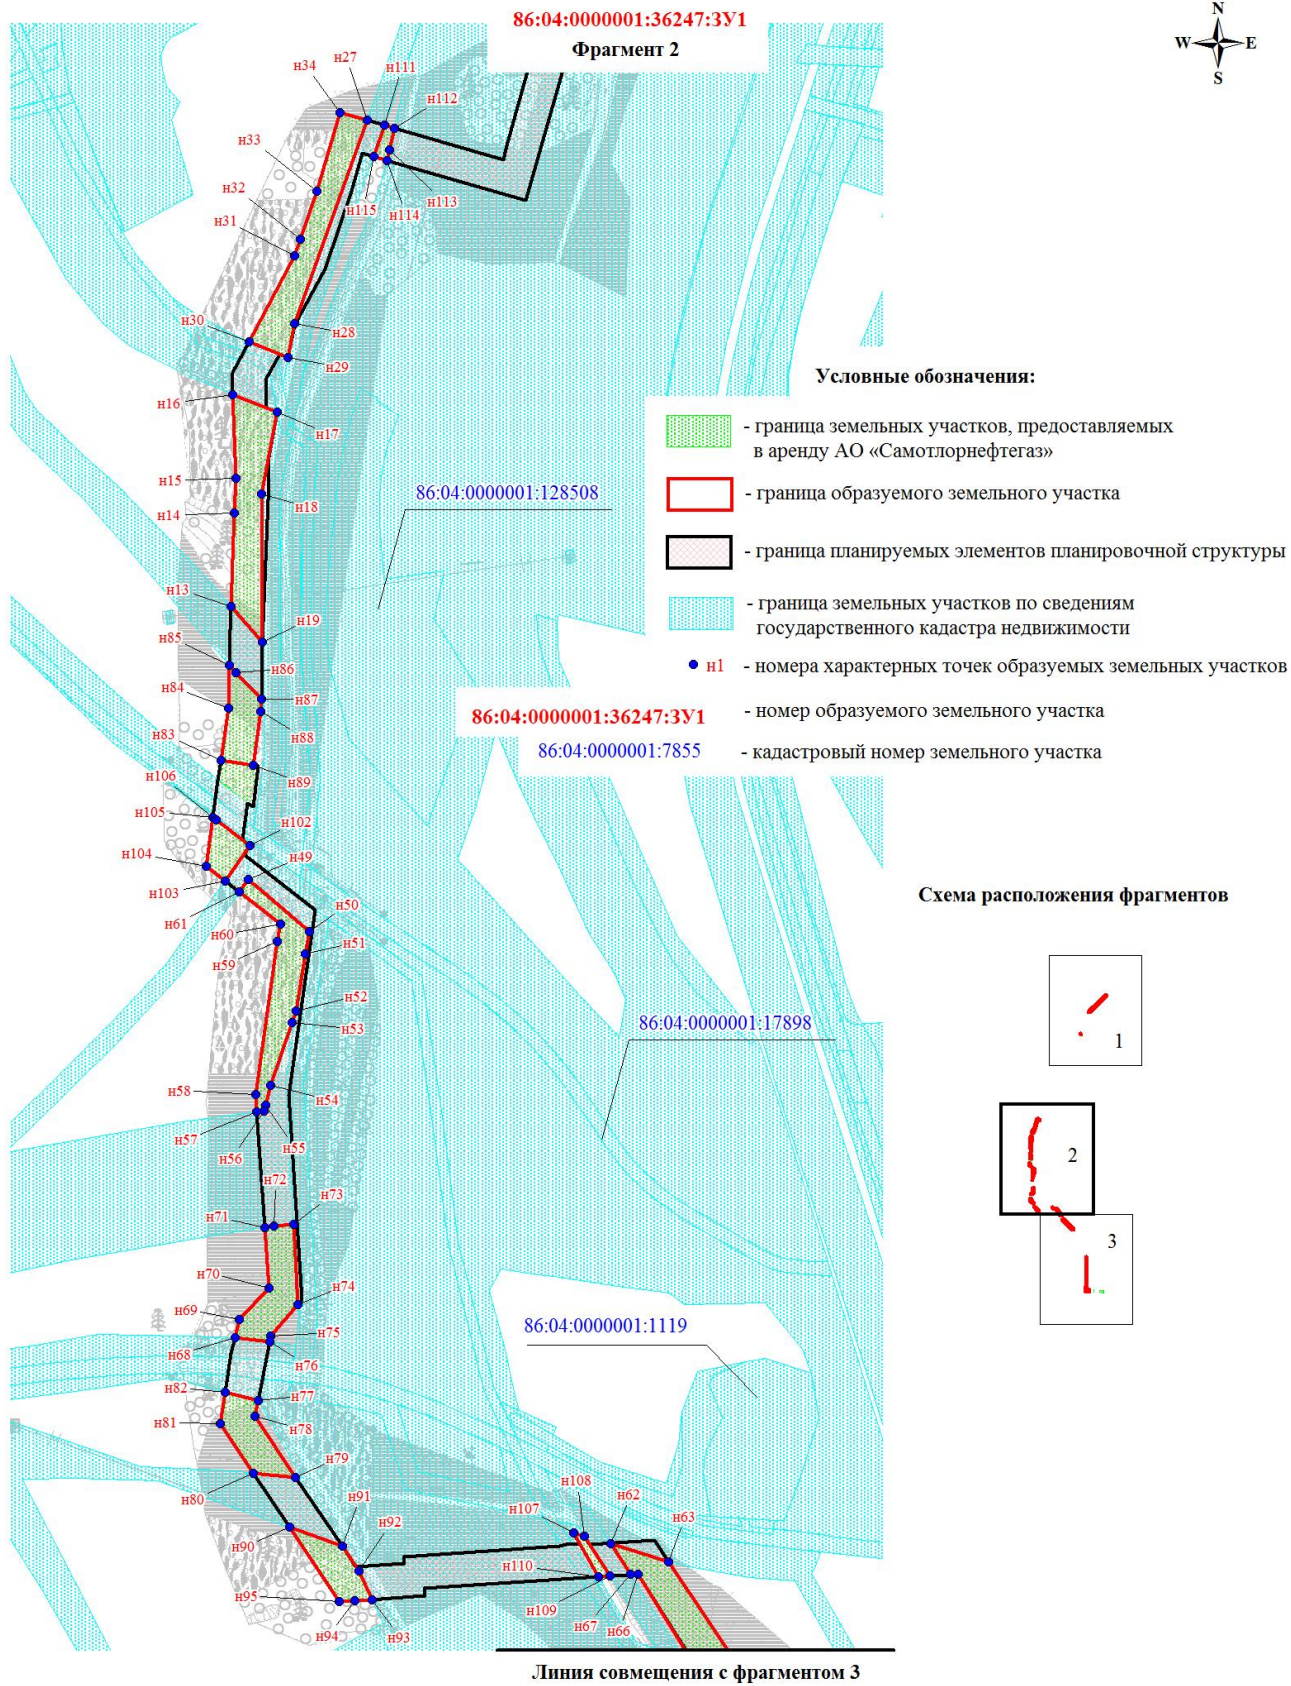 86:04:0000001:36247:ЗУ1
Фрагмент 2
N
W E
S
н34
н27
н111
н112
н33
н32
н31
н115
н114
н113
н30
н28
н29
н16
н17
н15
н14
н18
н13
н19
н85
н86
н84
н87
н88
н83
н89
н106
н105
н102
н104
н49
н103
н61
н50
н60
н51
н59
н52
н53
н58
н54
н57
н55
н56
н72
н73
н71
н70
н74
н69
н75
н68
н76
н82
н77
н81
н78
н79
н80
н91
н108
н62
н107
н63
н92
н90
н110
н95
н109
н67
н66
н94
н93
86:04:0000001:128508
86:04:0000001:17898
86:04:0000001:1119
Условные обозначения:
- граница земельных участков, предоставляемых
в аренду АО «Самотлорнефтегаз»
- граница образуемого земельного участка
- граница планируемых элементов планировочной структуры
- граница земельных участков по сведениям
государственного кадастра недвижимости
н1 - номера характерных точек образуемых земельных участков
86:04:0000001:36247:ЗУ1 - номер образуемого земельного участка
86:04:0000001:7855 - кадастровый номер земельного участка
Схема расположения фрагментов
1
2
3
Линия совмещения с фрагментом 3